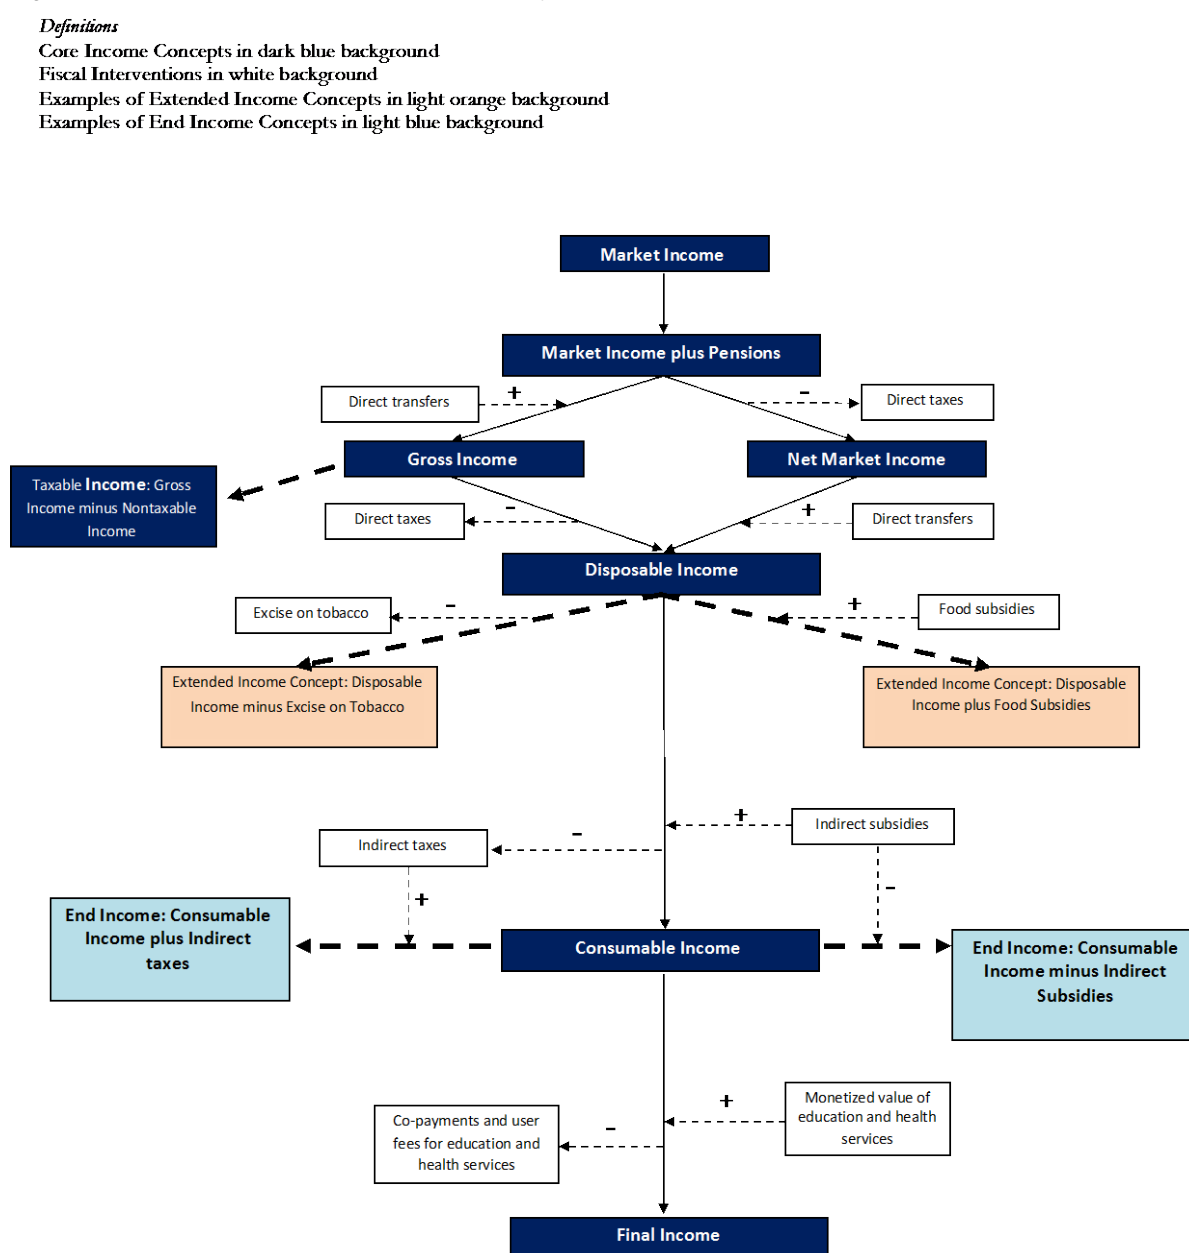 Definitions
Core Income Concepts in dark blue background
Fiscal Interventions in white background
Examples of Extended Income Concepts in light orange background
Examples of End Income Concepts in light blue background
Market Income
Market Income plus Pensions
Direct transfers
+
-
Direct taxes
Gross Income
Net Market Income
Taxable Income: Gross
Income minus Nontaxable
Income
Direct taxes
-
+
Direct transfers
Disposable Income
Excise on tobacco
-
+
Food subsidies
Extended Income Concept: Disposable
Income minus Excise on Tobacco
Extended Income Concept: Disposable
Income plus Food Subsidies
+
Indirect subsidies
Indirect taxes
-
+
-
End Income: Consumable
Income plus Indirect
taxes
Consumable Income
End Income: Consumable
Income minus Indirect
Subsidies
Co-payments and user
fees for education and
health services
-
+
Monetized value of
education and health
services
Final Income